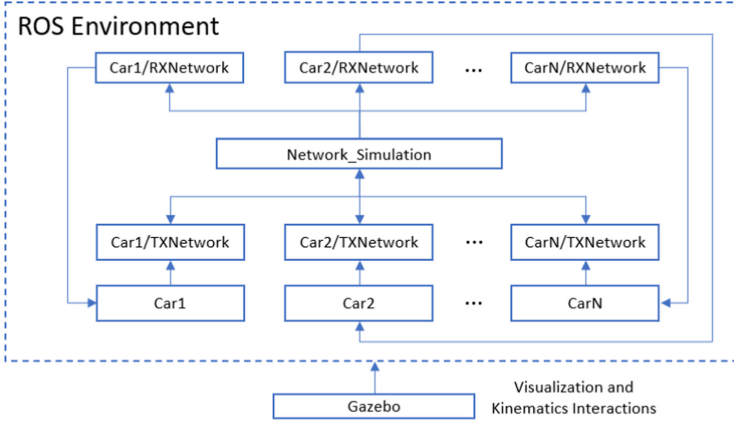 ROS Environment
Car1/RXNetwork
Car2/RXNetwork
...
CarN/RXNetwork
Network_Simulation
Car1/TXNetwork
Car2/TXNetwork
...
CarN/TXNetwork
Car1
Car2
...
CarN
Gazebo
Visualization and
Kinematics Interactions